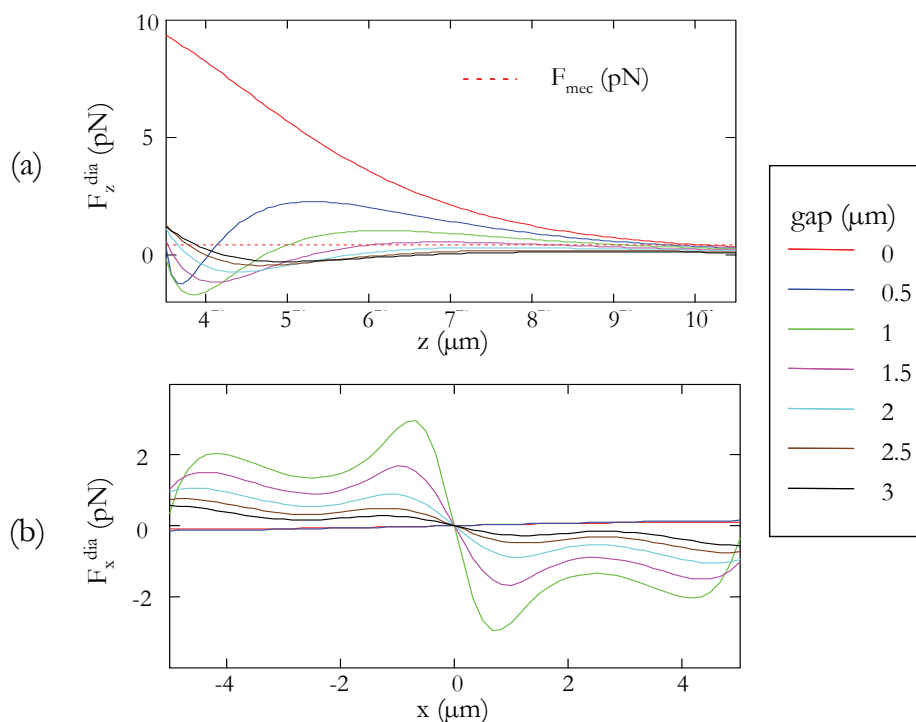 (a)
F_z^dia (pN)
10
5
0
F_mec (pN)
4 5 6 7 8 9 10
z (µm)
(b)
F_x^dia (pN)
2
0
-2
-4 -2 0 2 4
x (µm)
gap (µm)
0
0.5
1
1.5
2
2.5
3